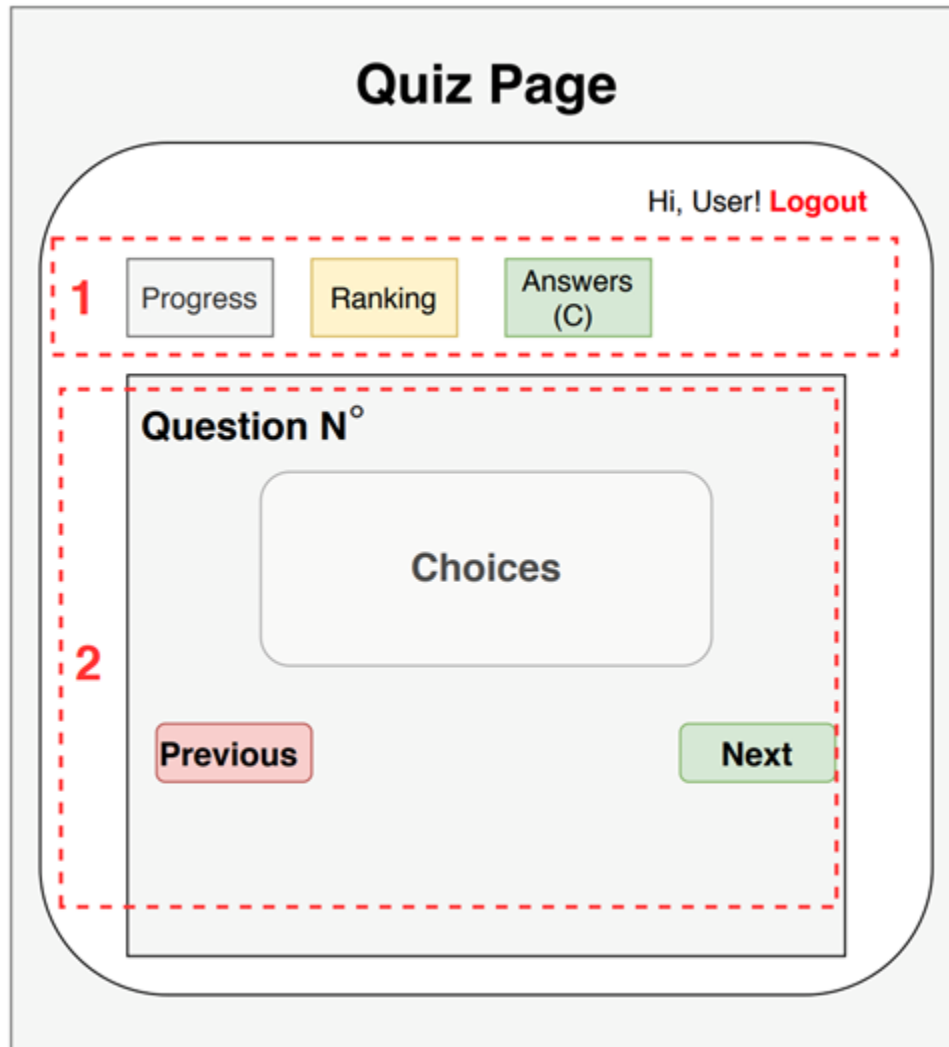 Quiz Page
Hi, User! Logout
1
Progress
Ranking
Answers
(C)
2
Question N°
Choices
Previous
Next